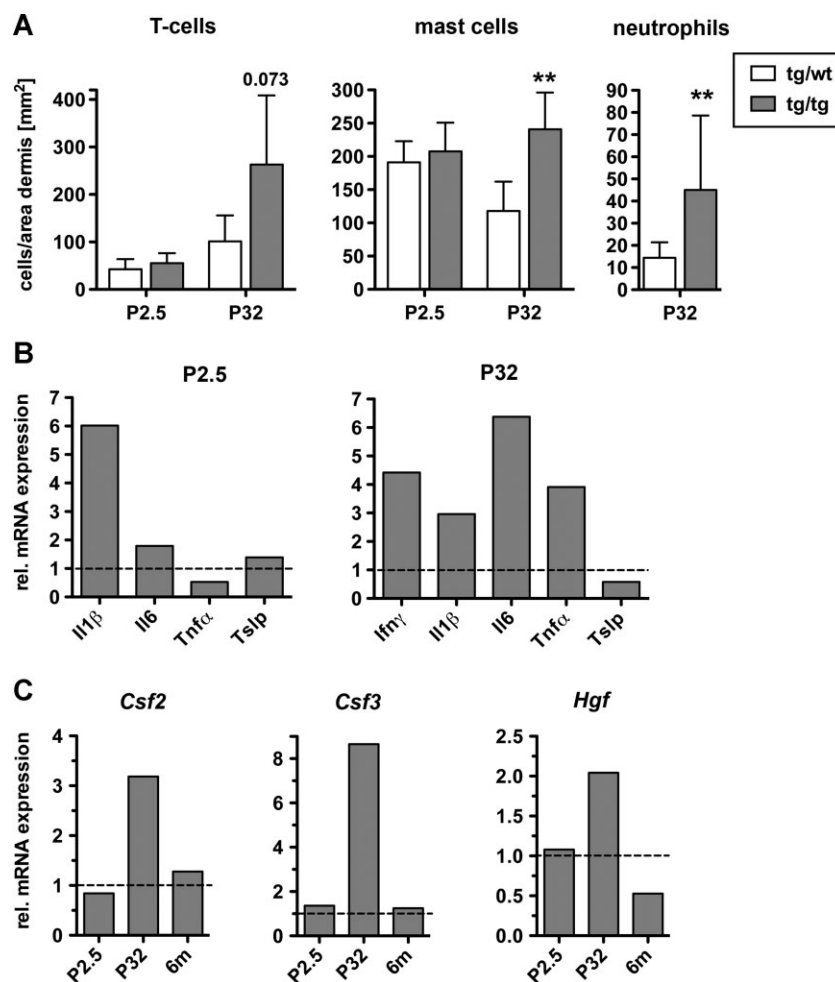 A
T-cells
mast cells
neutrophils
tg/wt
tg/tg
cells/area dermis [mm²]
400
300
200
100
0
0.073
P2.5
P32
300
250
200
150
100
50
0
**
P2.5
P32
90
80
70
60
50
40
30
20
10
0
**
P32
B
P2.5
P32
rel. mRNA expression
7
6
5
4
3
2
1
0
Il1β
Il6
Tnfα
Tslp
7
6
5
4
3
2
1
0
Ifnγ
Il1β
Il6
Tnfα
Tslp
C
Csf2
Csf3
Hgf
rel. mRNA expression
4
3
2
1
0
P2.5
P32
6m
8
6
4
2
0
P2.5
P32
6m
2.5
2.0
1.5
1.0
0.5
0.0
P2.5
P32
6m